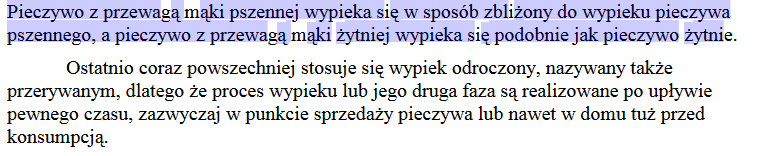 Pieczywo z przewagą mąki pszennej wypieka się w sposób zbliżony do wypieku pieczywa
pszennego, a pieczywo z przewagą mąki żytniej wypieka się podobnie jak pieczywo żytnie.
Ostatnio coraz powszechniej stosuje się wypiek odroczony, nazywany także
przerywanym, dlatego że proces wypieku lub jego druga faza są realizowane po upływie
pewnego czasu, zazwyczaj w punkcie sprzedaży pieczywa lub nawet w domu tuż przed
konsumpcją.